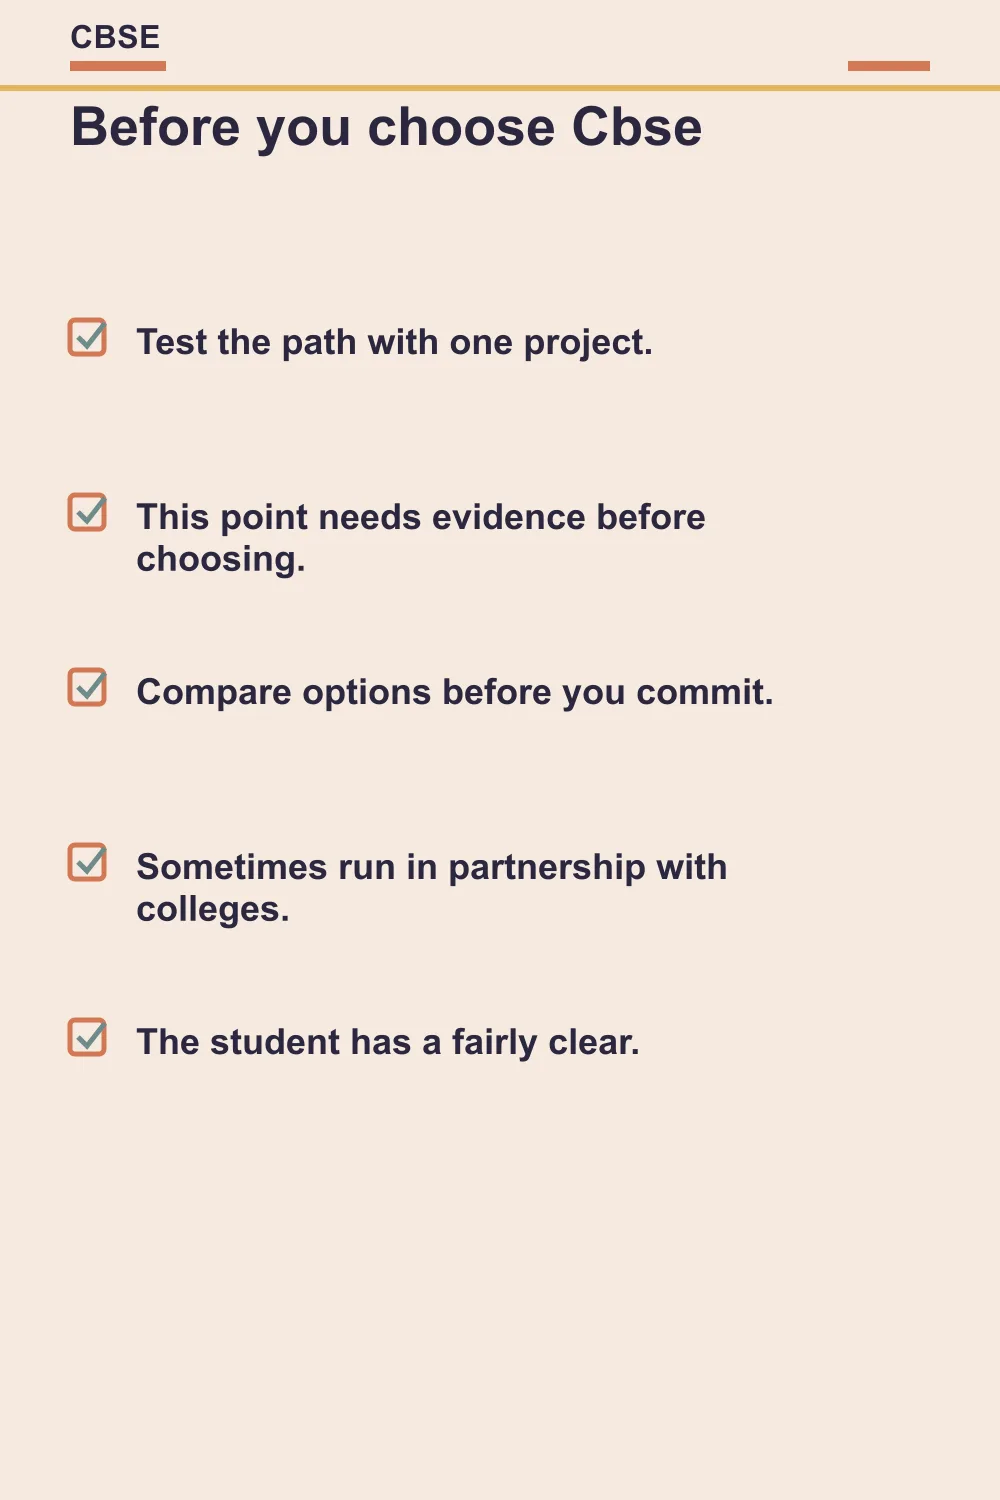 CBSE
Before you choose Cbse
Test the path with one project.
This point needs evidence before
choosing.
Compare options before you commit.
Sometimes run in partnership with
colleges.
The student has a fairly clear.